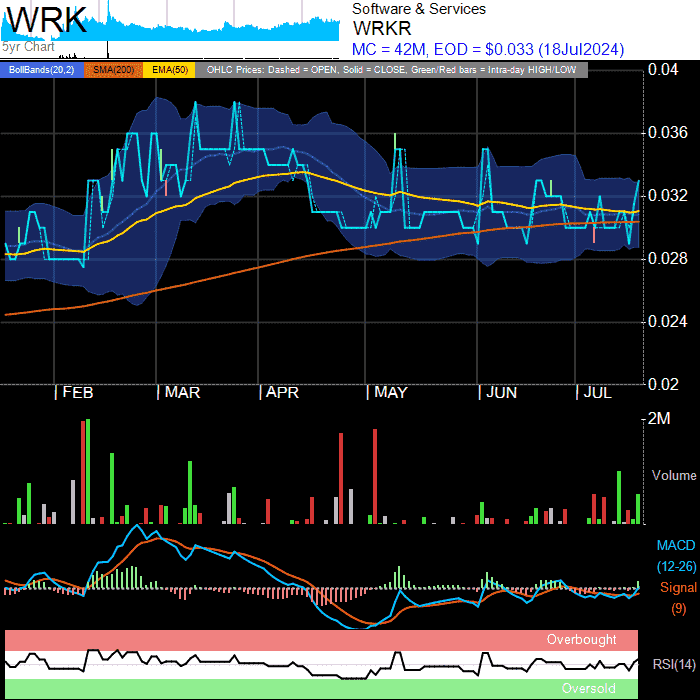 WRK
5yr Chart
Software & Services
WRKR
MC = 42M, EOD = $0.033 (18Jul2024)
BollBands(20,2) SMA(200) EMA(50) OHLC Prices: Dashed = OPEN, Solid = CLOSE, Green/Red bars = Intra-day HIGH/LOW
0.04
0.036
0.032
0.028
0.024
0.02
| FEB | MAR | APR | MAY | JUN | JUL
2M
Volume
MACD
(12-26)
Signal
(9)
Overbought
RSI(14)
Oversold